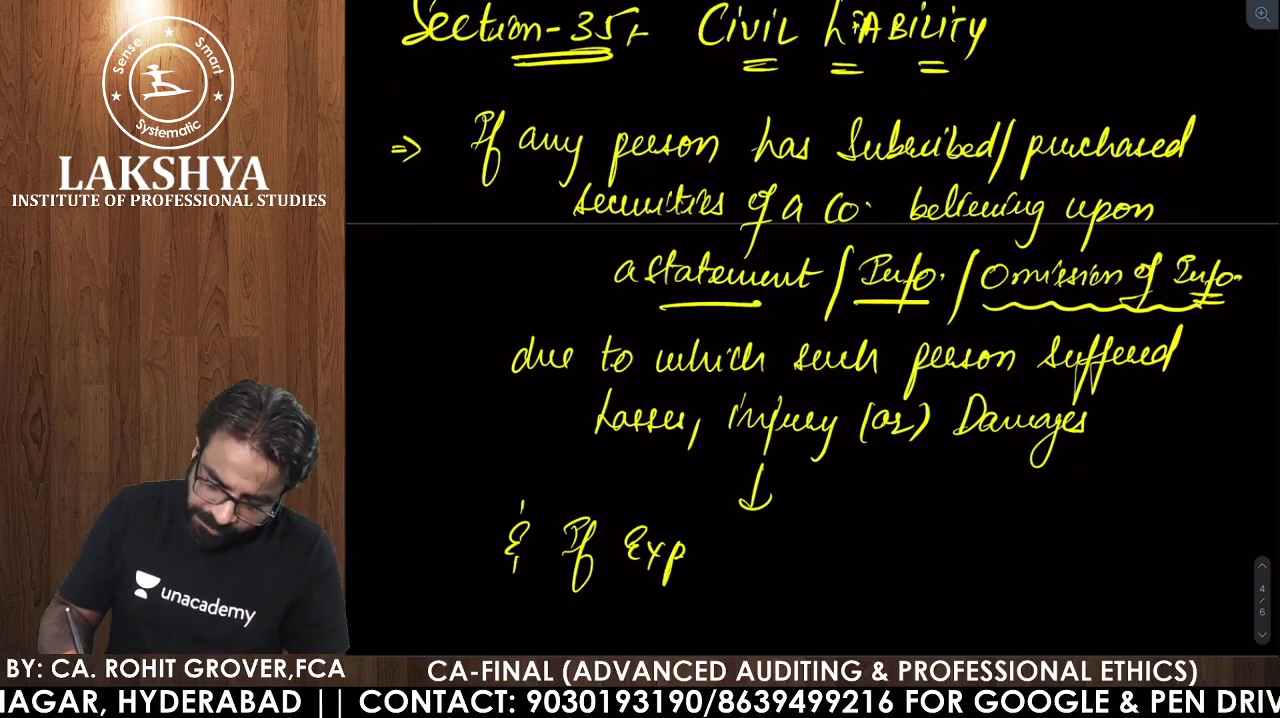 Section-35:- CIVIL LIABILITY
⇒ If any person has Subscribed/purchased
securities of a co. believing upon
a statement / Info. / Omission of Info.
due to which such person suffered
Losses, injury (or) Damages
↓
& If Exp
Sense Smart
Systematic
LAKSHYA
INSTITUTE OF PROFESSIONAL STUDIES
unacademy
4
/
6
BY: CA. ROHIT GROVER,FCA
CA-FINAL (ADVANCED AUDITING & PROFESSIONAL ETHICS)
NAGAR, HYDERABAD || CONTACT: 9030193190/8639499216 FOR GOOGLE & PEN DRIV